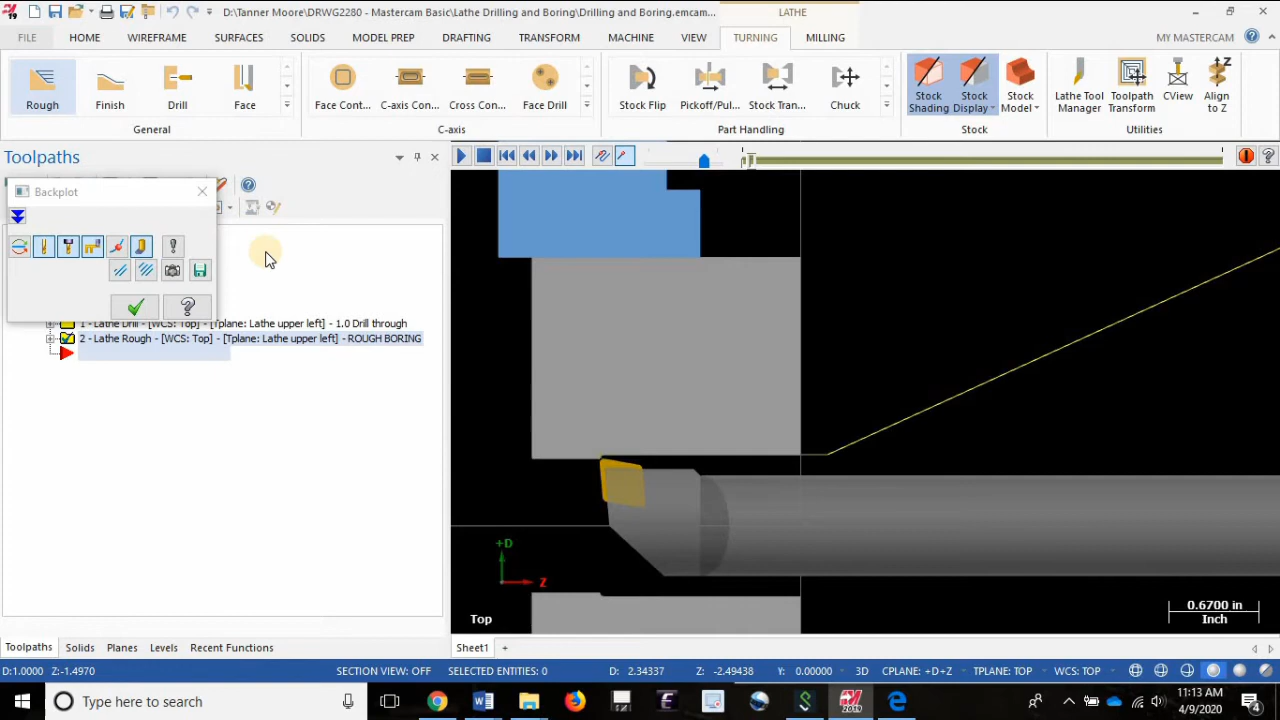 19 D:\Tanner Moore\DRWG2280 - Mastercam Basic\Lathe Drilling and Boring\Drilling and Boring.emcam... LATHE
FILE HOME WIREFRAME SURFACES SOLIDS MODEL PREP DRAFTING TRANSFORM MACHINE VIEW TURNING MILLING MY MASTERCAM
Rough Finish Drill Face Face Cont... C-axis Con... Cross Con... Face Drill Stock Flip Pickoff/Pul... Stock Tran... Chuck Stock Shading Stock Display Stock Model Lathe Tool Manager Toolpath Transform CView Align to Z
General C-axis Part Handling Stock Utilities
Toolpaths
Backplot
1 - Lathe Drill - [WCS: Top] - [Tplane: Lathe upper left] - 1.0 Drill through
2 - Lathe Rough - [WCS: Top] - [Tplane: Lathe upper left] - ROUGH BORING
+D
Z
Top
0.6700 in
Inch
Toolpaths Solids Planes Levels Recent Functions Sheet1
D:1.0000 Z:-1.4970 SECTION VIEW: OFF SELECTED ENTITIES: 0 D: 2.34337 Z: -2.49438 Y: 0.00000 3D CPLANE: +D+Z TPLANE: TOP WCS: TOP
Type here to search
11:13 AM
4/9/2020